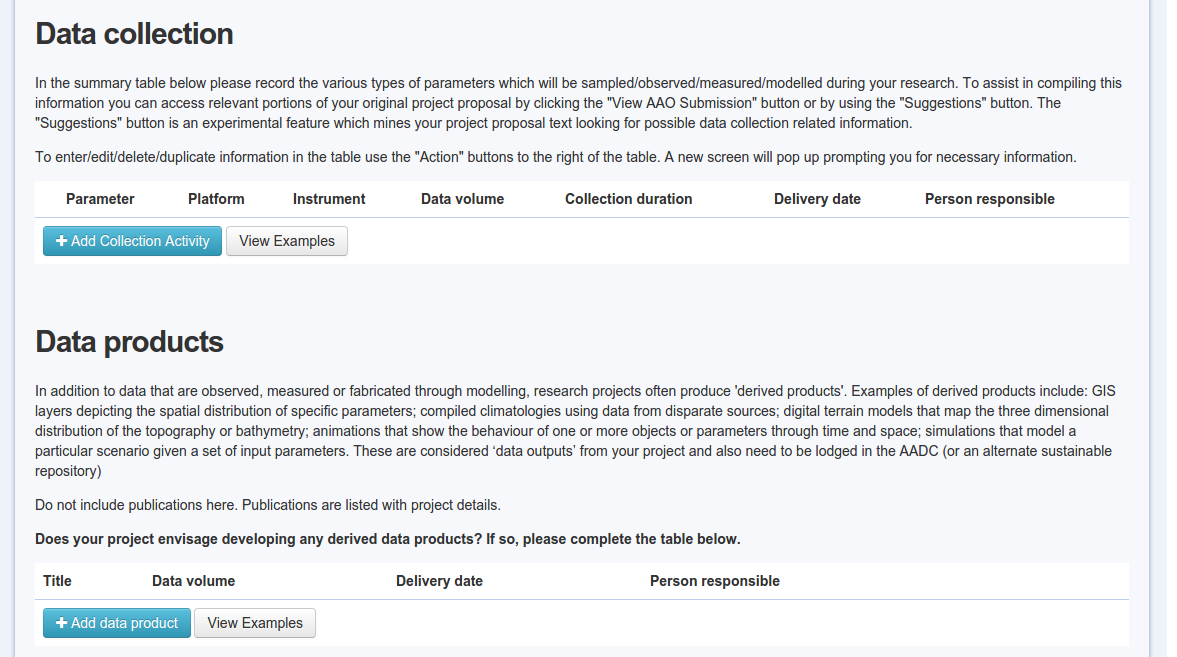 Data collection
In the summary table below please record the various types of parameters which will be sampled/observed/measured/modelled during your research. To assist in compiling this
information you can access relevant portions of your original project proposal by clicking the "View AAO Submission" button or by using the "Suggestions" button. The
"Suggestions" button is an experimental feature which mines your project proposal text looking for possible data collection related information.
To enter/edit/delete/duplicate information in the table use the "Action" buttons to the right of the table. A new screen will pop up prompting you for necessary information.
Parameter Platform Instrument Data volume Collection duration Delivery date Person responsible
+ Add Collection Activity View Examples
Data products
In addition to data that are observed, measured or fabricated through modelling, research projects often produce 'derived products'. Examples of derived products include: GIS
layers depicting the spatial distribution of specific parameters; compiled climatologies using data from disparate sources; digital terrain models that map the three dimensional
distribution of the topography or bathymetry; animations that show the behaviour of one or more objects or parameters through time and space; simulations that model a
particular scenario given a set of input parameters. These are considered ‘data outputs’ from your project and also need to be lodged in the AADC (or an alternate sustainable
repository)
Do not include publications here. Publications are listed with project details.
Does your project envisage developing any derived data products? If so, please complete the table below.
Title Data volume Delivery date Person responsible
+ Add data product View Examples